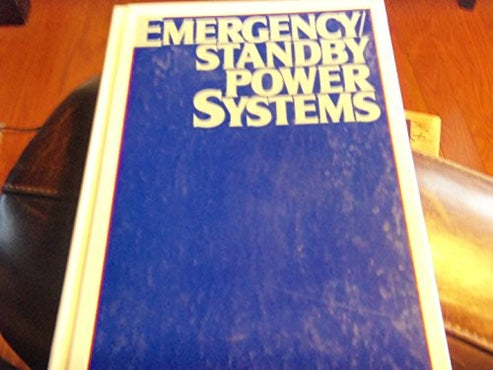 EMERGENCY/
STANDBY
POWER
SYSTEMS